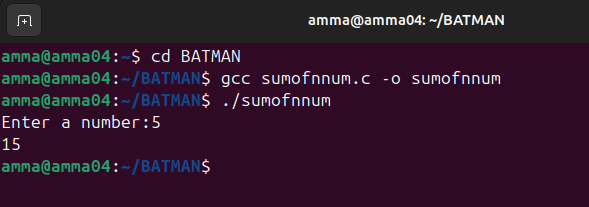 amma@amma04: ~/BATMAN
amma@amma04:~$ cd BATMAN
amma@amma04:~/BATMAN$ gcc sumofnnum.c -o sumofnnum
amma@amma04:~/BATMAN$ ./sumofnnum
Enter a number:5
15
amma@amma04:~/BATMAN$